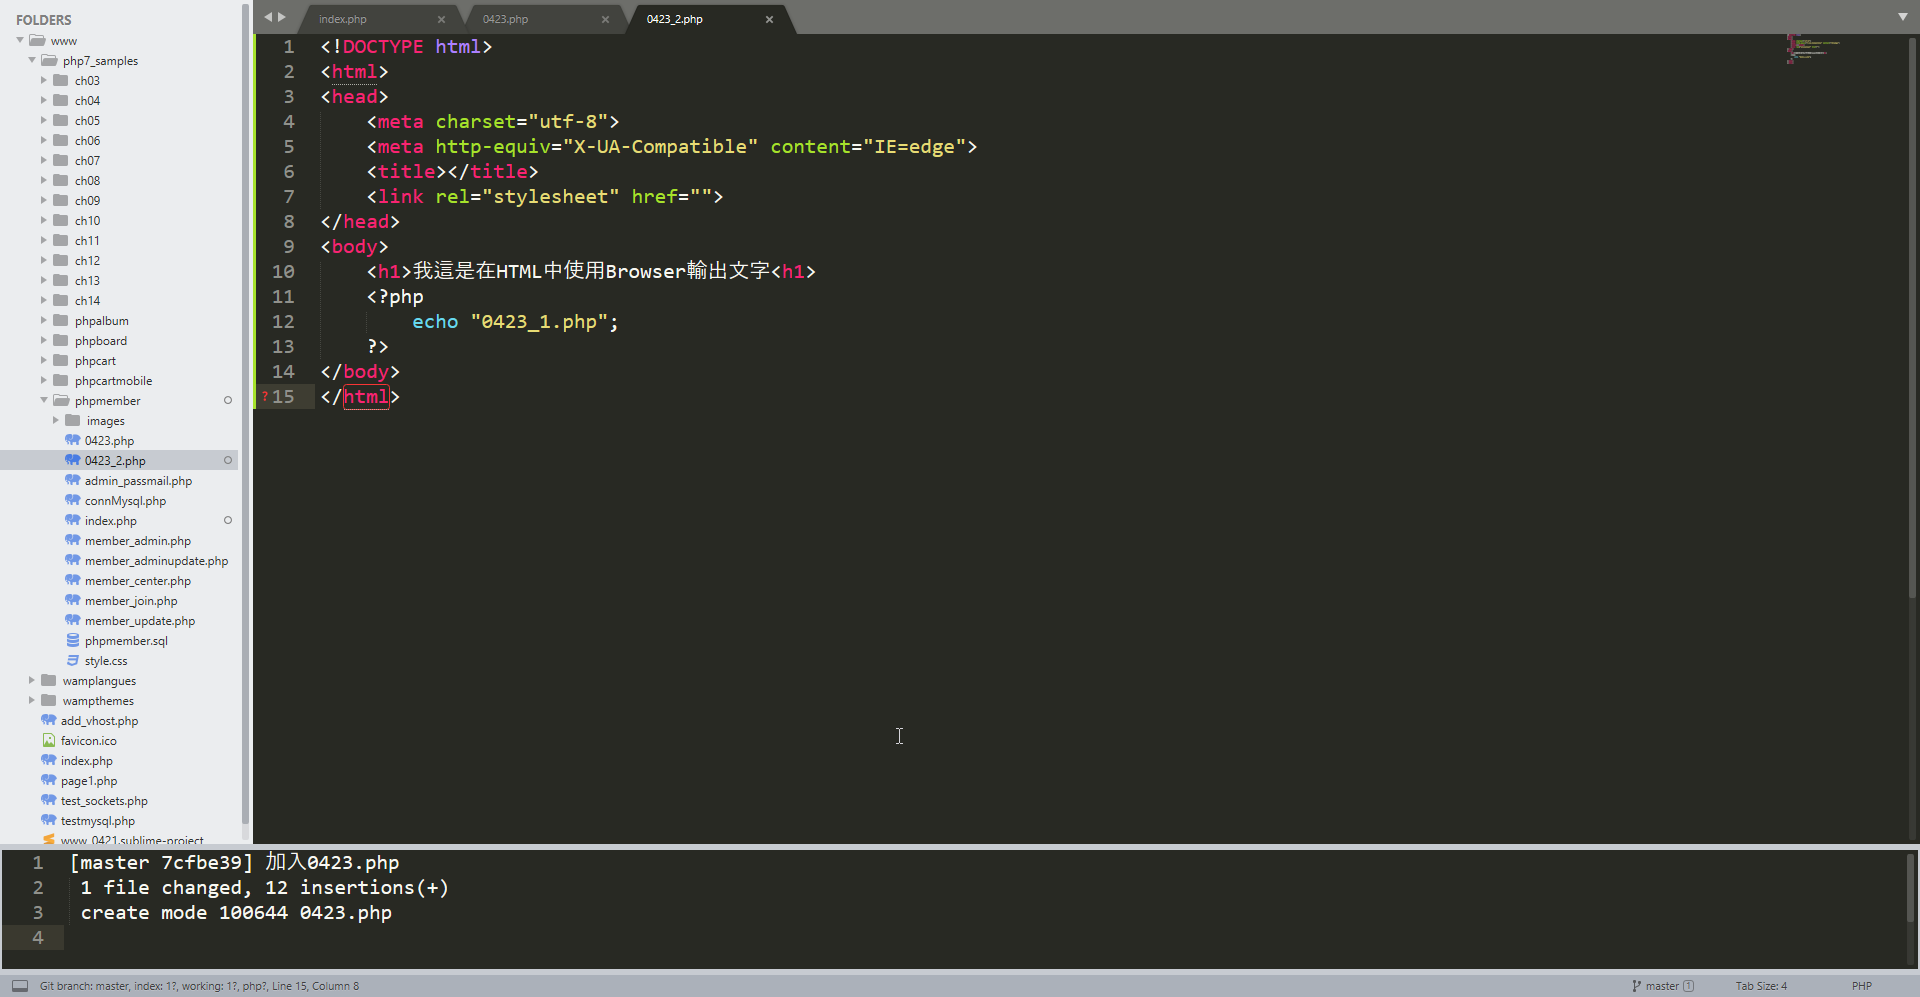 FOLDERS
www
php7_samples
ch03
ch04
ch05
ch06
ch07
ch08
ch09
ch10
ch11
ch12
ch13
ch14
phpalbum
phpboard
phpcart
phpcartmobile
phpmember
images
0423.php
0423_2.php
admin_passmail.php
connMysql.php
index.php
member_admin.php
member_adminupdate.php
member_center.php
member_join.php
member_update.php
phpmember.sql
style.css
wamplangues
wampthemes
add_vhost.php
favicon.ico
index.php
page1.php
test_sockets.php
testmysql.php
www_0421.sublime-project
index.php × 0423.php × 0423_2.php ×
1 <!DOCTYPE html>
2 <html>
3 <head>
4 <meta charset="utf-8">
5 <meta http-equiv="X-UA-Compatible" content="IE=edge">
6 <title></title>
7 <link rel="stylesheet" href="">
8 </head>
9 <body>
10 <h1>我這是在HTML中使用Browser輸出文字<h1>
11 <?php
12 echo "0423_1.php";
13 ?>
14 </body>
?15 </html>
1 [master 7cfbe39] 加入0423.php
2 1 file changed, 12 insertions(+)
3 create mode 100644 0423.php
4
Git branch: master, index: 1?, working: 1?, php?, Line 15, Column 8 master 1 Tab Size: 4 PHP